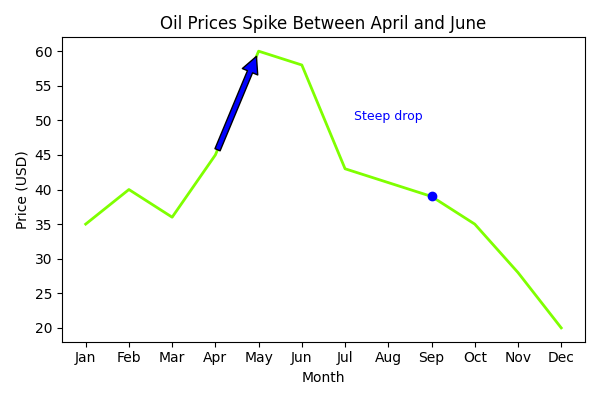 Oil Prices Spike Between April and June
Price (USD)
60
55
50
45
40
35
30
25
20
Steep drop
Jan Feb Mar Apr May Jun Jul Aug Sep Oct Nov Dec
Month